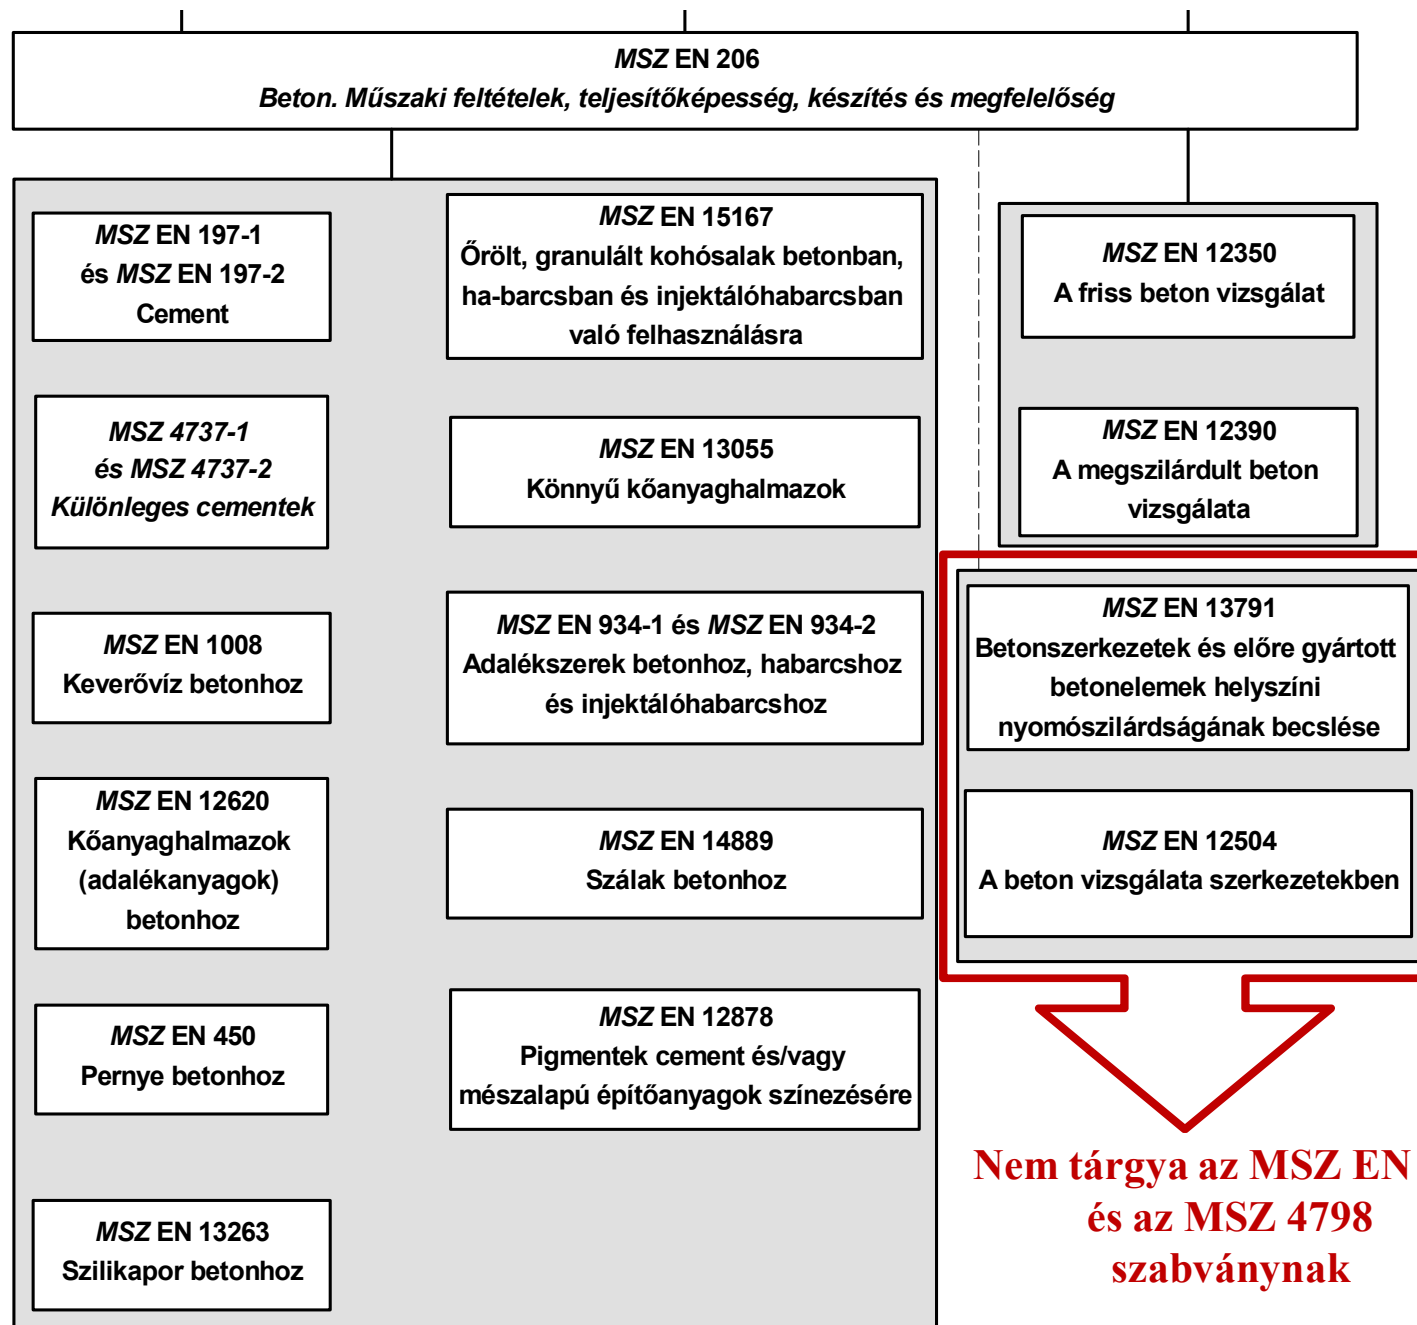 MSZ EN 206
Beton. Műszaki feltételek, teljesítőképesség, készítés és megfelelőség
MSZ EN 197-1
és MSZ EN 197-2
Cement
MSZ 4737-1
és MSZ 4737-2
Különleges cementek
MSZ EN 1008
Keverővíz betonhoz
MSZ EN 12620
Kőanyaghalmazok
(adalékanyagok)
betonhoz
MSZ EN 450
Pernye betonhoz
MSZ EN 13263
Szilikapor betonhoz
MSZ EN 15167
Őrölt, granulált kohósalak betonban,
ha-barcsban és injektálóhabarcsban
való felhasználásra
MSZ EN 13055
Könnyű kőanyaghalmazok
MSZ EN 934-1 és MSZ EN 934-2
Adalékszerek betonhoz, habarcshoz
és injektálóhabarcshoz
MSZ EN 14889
Szálak betonhoz
MSZ EN 12878
Pigmentek cement és/vagy
mészalapú építőanyagok színezésére
MSZ EN 12350
A friss beton vizsgálat
MSZ EN 12390
A megszilárdult beton
vizsgálata
MSZ EN 13791
Betonszerkezetek és előre gyártott
betonelemek helyszíni
nyomószilárdságának becslése
MSZ EN 12504
A beton vizsgálata szerkezetekben
Nem tárgya az MSZ EN
és az MSZ 4798
szabványnak